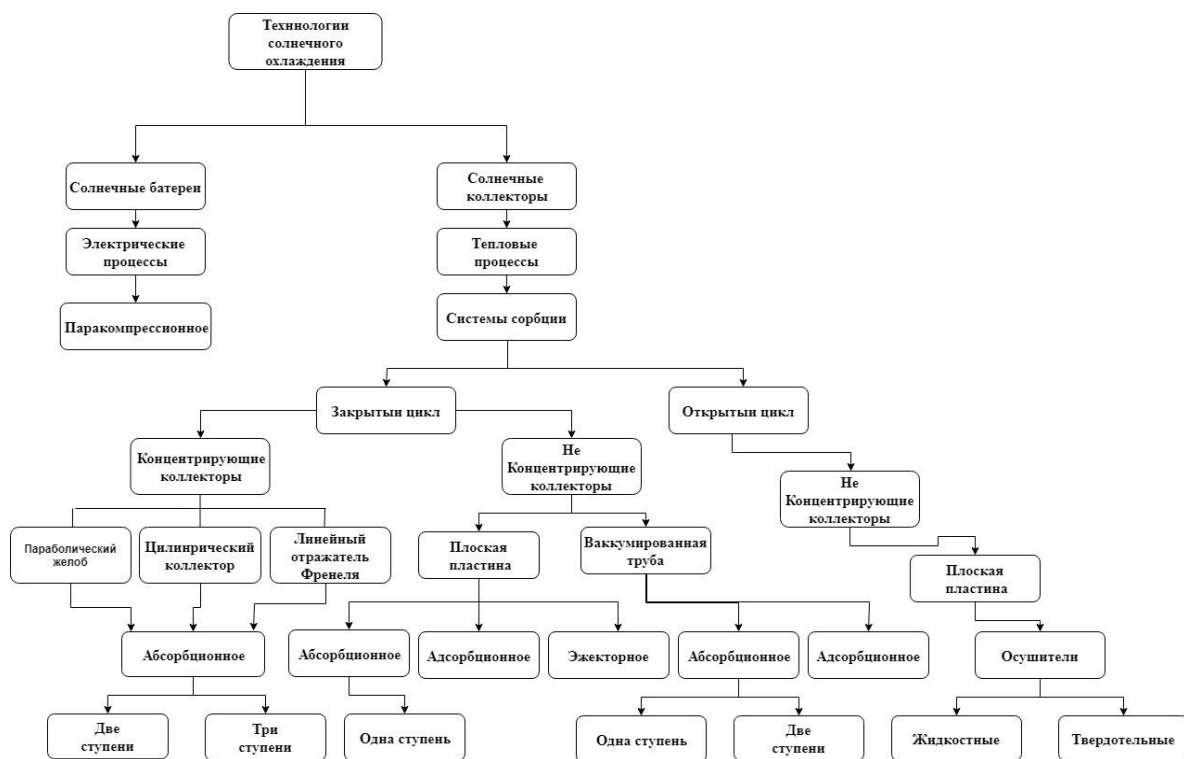 Техннологии
солнечного
охлаждения
Солнечные батереи
Солнечные
коллекторы
Электрические
процессы
Тепловые
процессы
Паракомпрессионное
Системы сорбции
Закрытыи цикл
Открытыи цикл
Концентрирующие
коллекторы
Не
Концентрирующие
коллекторы
Не
Концентрирующие
коллекторы
Параболический
желоб
Цилинрический
коллектор
Линейный
отражатель
Френеля
Плоская
пластина
Ваккумированная
труба
Плоская
пластина
Абсорбционное
Абсорбционное
Адсорбционное
Эжекторное
Абсорбционное
Адсорбционное
Осушители
Две
ступени
Три
ступени
Одна ступень
Одна ступень
Две
ступени
Жидкостные
Твердотельные